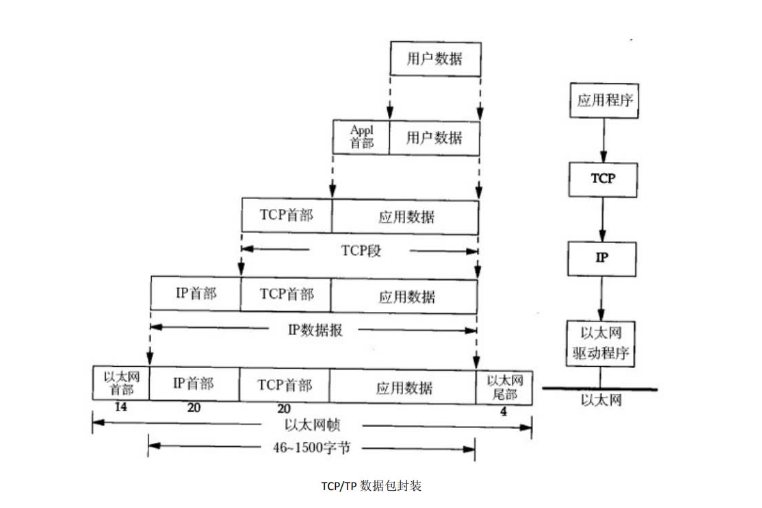 用户数据
应用程序
Appl
首部
用户数据
TCP
TCP首部
应用数据
TCP段
IP
IP首部
TCP首部
应用数据
IP数据报
以太网
驱动程序
以太网
首部
IP首部
TCP首部
应用数据
以太网
尾部
以太网
14
20
20
4
以太网帧
46~1500字节
TCP/TP 数据包封装